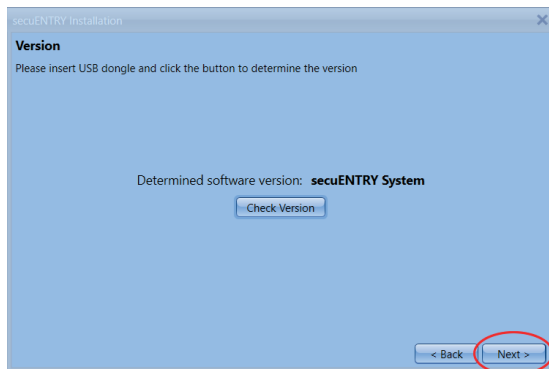 secuENTRY Installation
Version
Please insert USB dongle and click the button to determine the version
Determined software version: secuENTRY System
Check Version
< Back Next >